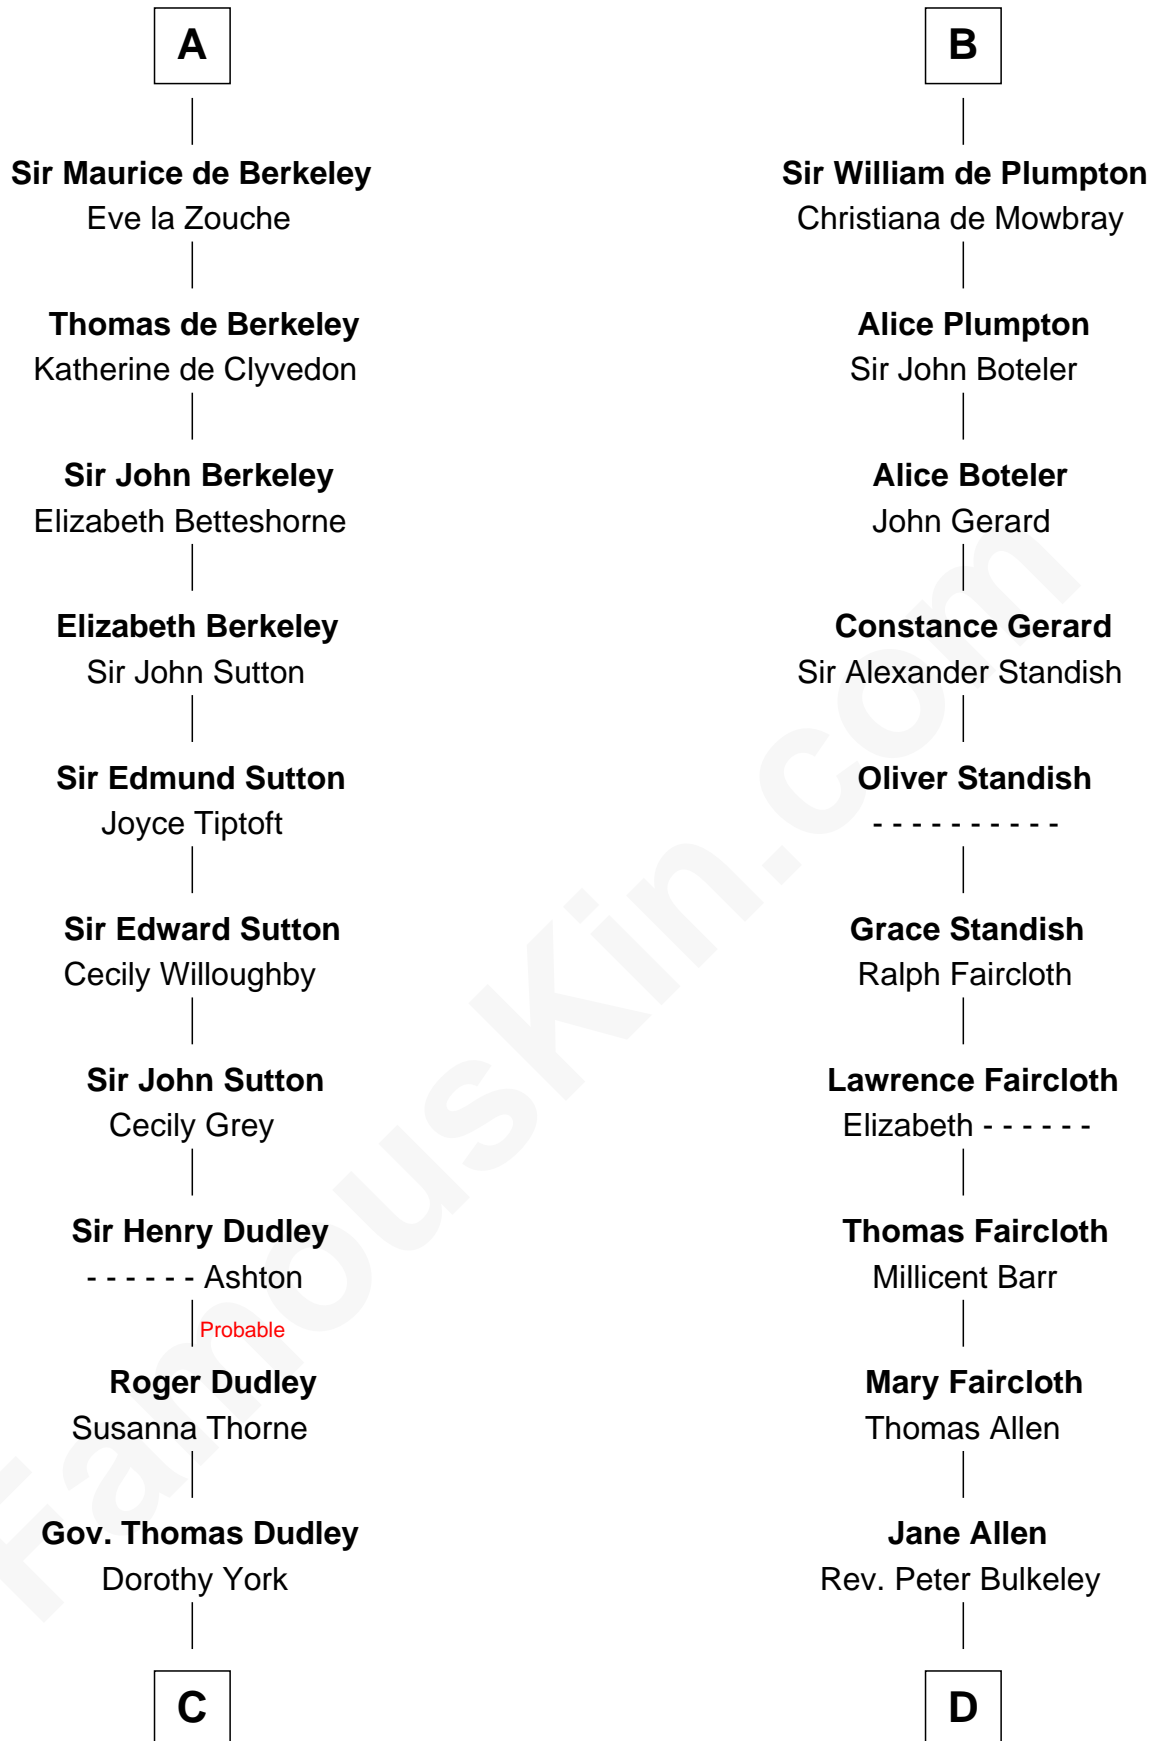 A
Sir Maurice de Berkeley
Eve la Zouche
Thomas de Berkeley
Katherine de Clyvedon
Sir John Berkeley
Elizabeth Betteshorne
Elizabeth Berkeley
Sir John Sutton
Sir Edmund Sutton
Joyce Tiptoft
Sir Edward Sutton
Cecily Willoughby
Sir John Sutton
Cecily Grey
Sir Henry Dudley
- - - - - - Ashton
Probable
Roger Dudley
Susanna Thorne
Gov. Thomas Dudley
Dorothy York
C
B
Sir William de Plumpton
Christiana de Mowbray
Alice Plumpton
Sir John Boteler
Alice Boteler
John Gerard
Constance Gerard
Sir Alexander Standish
Oliver Standish
- - - - - - - - - -
Grace Standish
Ralph Faircloth
Lawrence Faircloth
Elizabeth - - - - - -
Thomas Faircloth
Millicent Barr
Mary Faircloth
Thomas Allen
Jane Allen
Rev. Peter Bulkeley
D
FamousKin.com